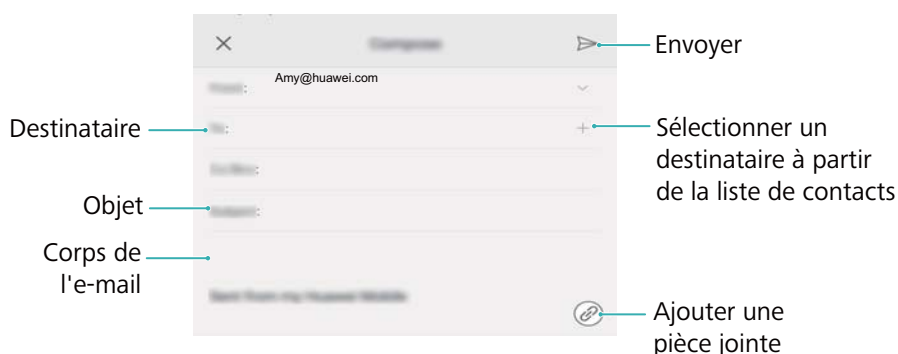 Envoyer
Amy@huawei.com
Destinataire
Sélectionner un
destinataire à partir
de la liste de contacts
Objet
Corps de
l'e-mail
Ajouter une
pièce jointe